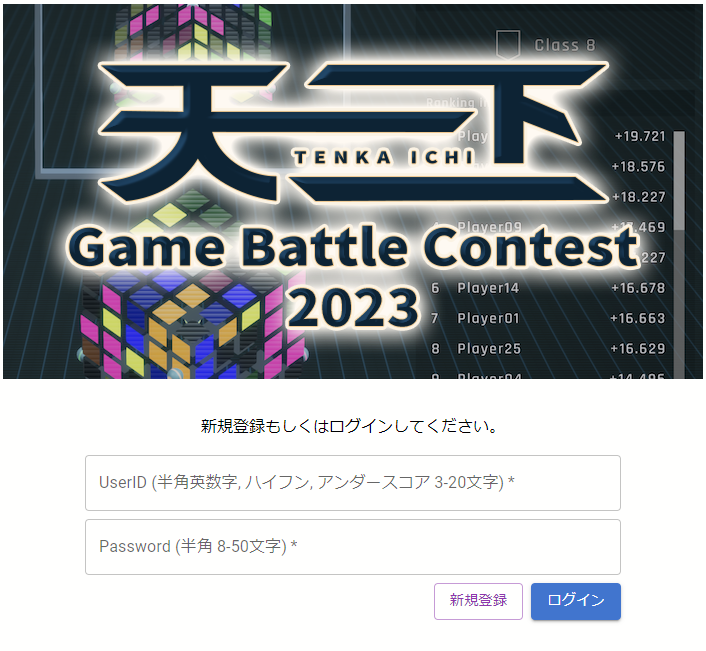 Class 8
天一下
TENKA ICHI
+19.721
+18.576
+18.227
Player09
Game Battle Contest
2023
6 Player14 +16.678
7 Player01 +16.663
8 Player25 +16.629
新規登録もしくはログインしてください。
UserID (半角英数字, ハイフン, アンダースコア 3-20文字) *
Password (半角 8-50文字) *
新規登録 ログイン